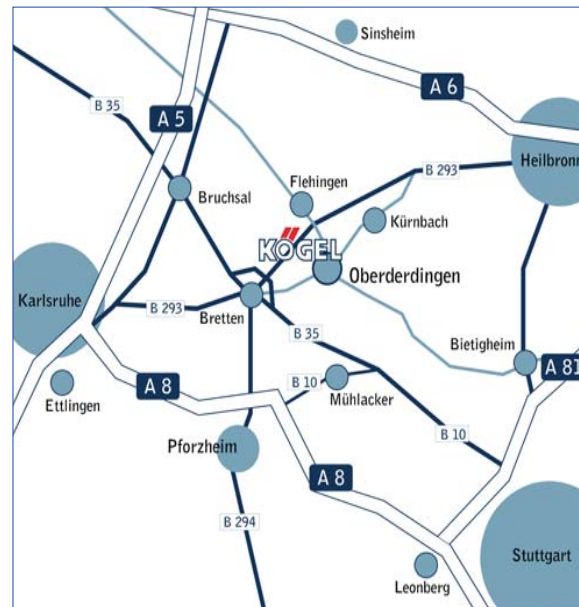 Sinsheim
A 6
B 35
A 5
Heilbronn
B 293
Flehingen
Bruchsal
Kürnbach
KÖGEL
Oberderdingen
Karlsruhe
B 293
Bretten
B 35
Bietigheim
A 81
A 8
B 10
Ettlingen
Mühlacker
B 10
Pforzheim
A 8
B 294
Stuttgart
Leonberg